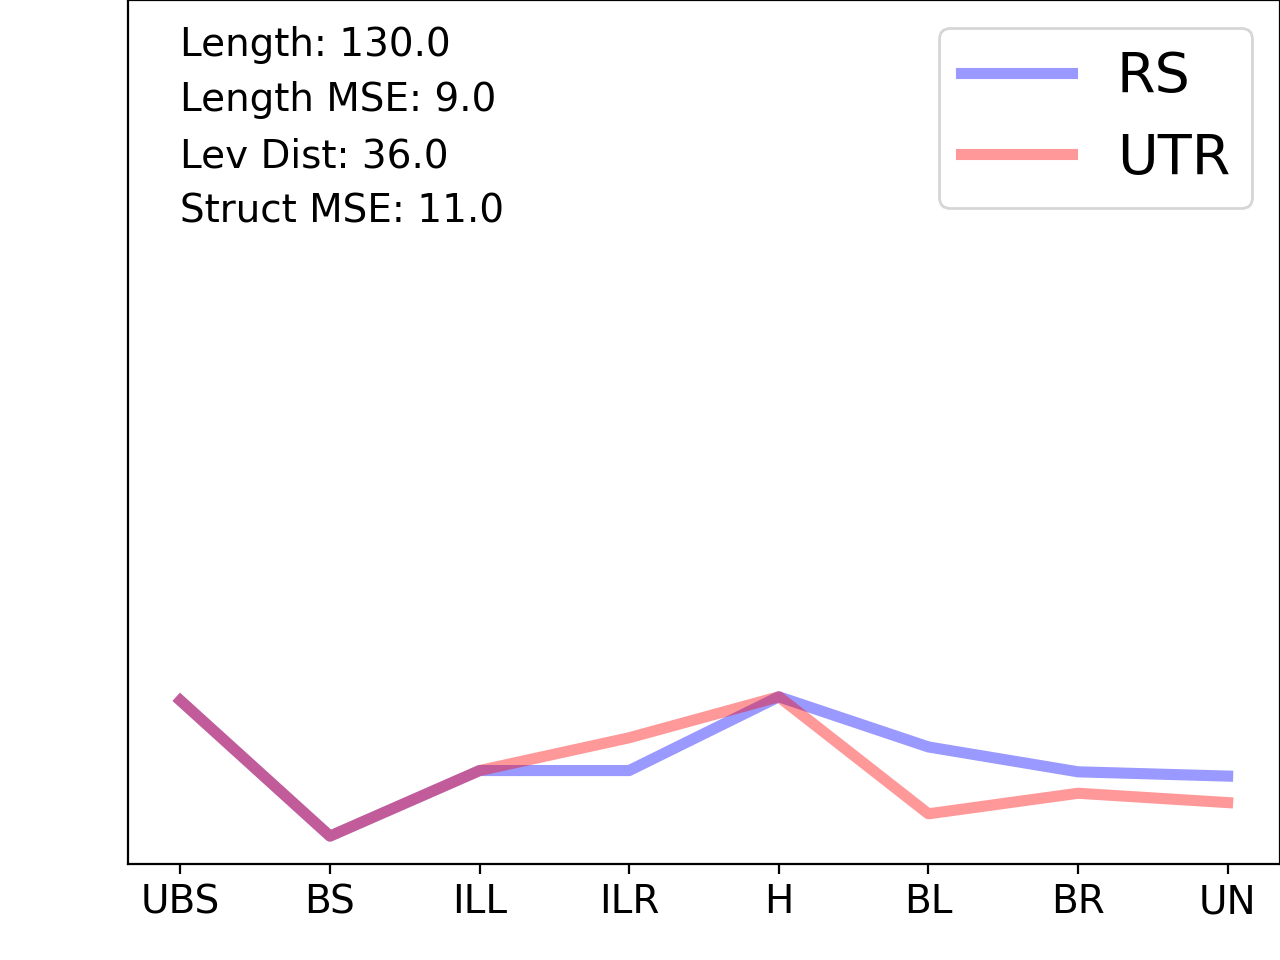 Length: 130.0
Length MSE: 9.0
Lev Dist: 36.0
Struct MSE: 11.0
RS
UTR
UBS BS ILL ILR H BL BR UN